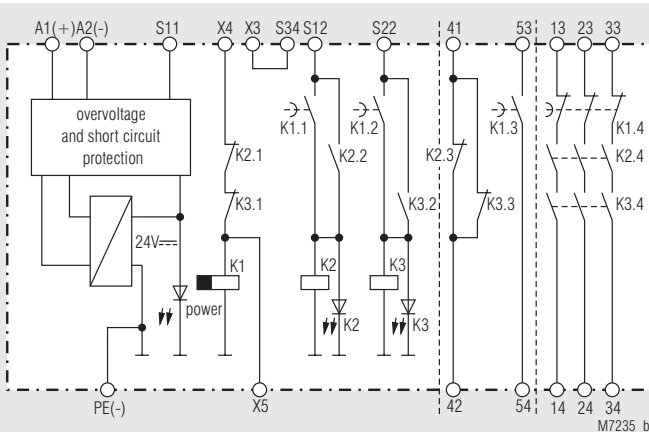 A1(+) A2(-) S11 X4 X3 S34 S12 S22 41 53 13 23 33
overvoltage
and short circuit
protection
K1.1 K1.2 K1.3 K1.4
K2.1 K2.2 K2.3 K2.4
K3.1 K3.2 K3.3 K3.4
24V
K1 K2 K3
power K2 K3
PE(-) X5 42 54 14 24 34
M7235_b